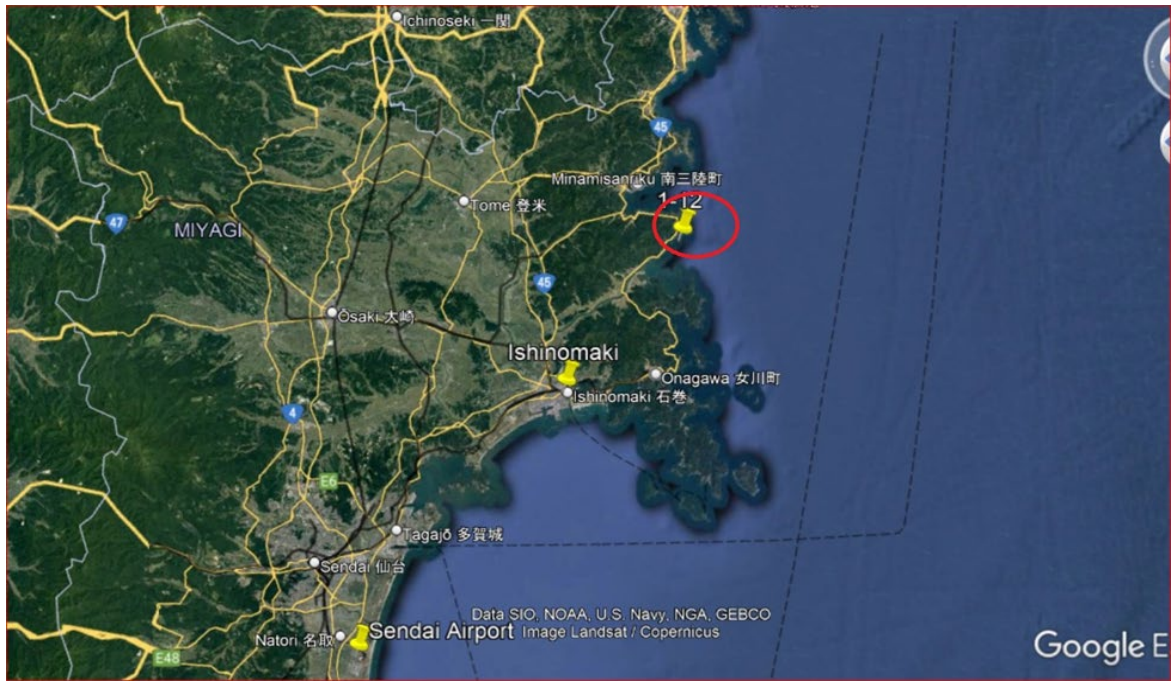 Ichinoseki 一関
45
Minamisanriku 南三陸町
1-12
Tome 登米
47
MIYAGI
45
Ōsaki 大崎
Ishinomaki
Onagawa 女川町
Ishinomaki 石巻
4
E6
Tagajō 多賀城
Sendai 仙台
Data SIO, NOAA, U.S. Navy, NGA, GEBCO
Natori 名取
Sendai Airport
Image Landsat / Copernicus
Google E
E48